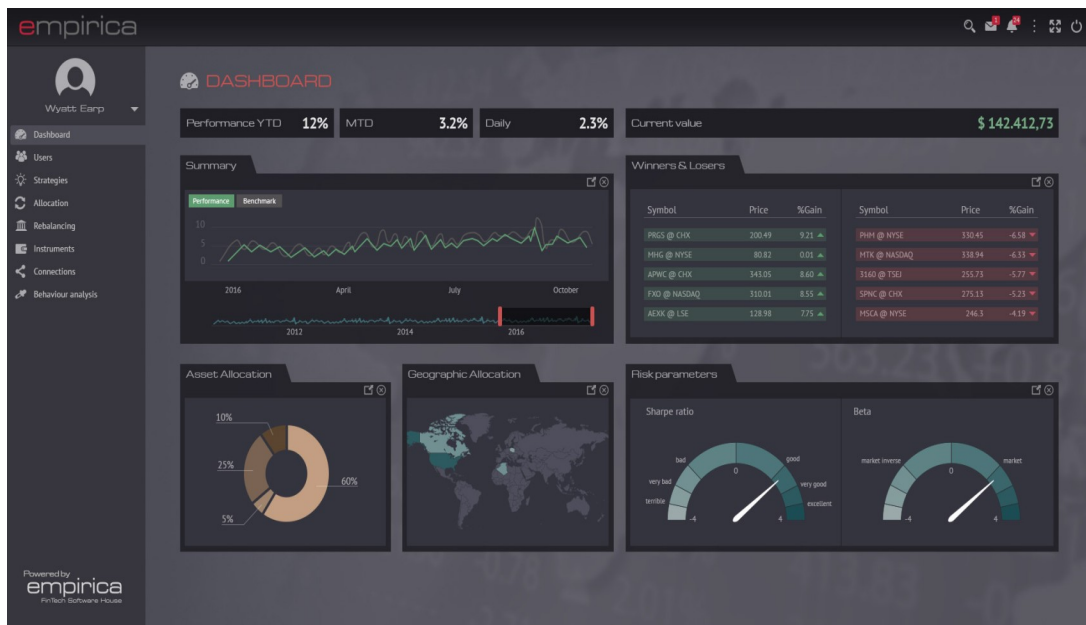 empirica
1
24
Wyatt Earp
Dashboard
Users
Strategies
Allocation
Rebalancing
Instruments
Connections
Behaviour analysis
Powered by
empirica
FinTech Software House
DASHBOARD
Performance YTD 12%
MTD 3.2%
Daily 2.3%
Current value $ 142.412,73
Summary
Performance Benchmark
10
5
0
2016 April July October
2012 2014 2016
Winners & Losers
Symbol Price %Gain Symbol Price %Gain
PRGS @ CHX 200.49 9.21 PHM @ NYSE 330.45 -6.58
MHG @ NYSE 80.82 0.01 MTK @ NASDAQ 338.94 -6.33
APWC @ CHX 343.05 8.60 3160 @ TSEJ 255.73 -5.77
FXO @ NASDAQ 310.01 8.55 SPNC @ CHX 275.13 -5.23
AEXK @ LSE 128.98 7.75 MSCA @ NYSE 246.3 -4.19
Asset Allocation
10%
25%
60%
5%
Geographic Allocation
Risk parameters
Sharpe ratio
bad good
0
very bad very good
terrible excellent
-4 4
Beta
market inverse market
0
-4 4